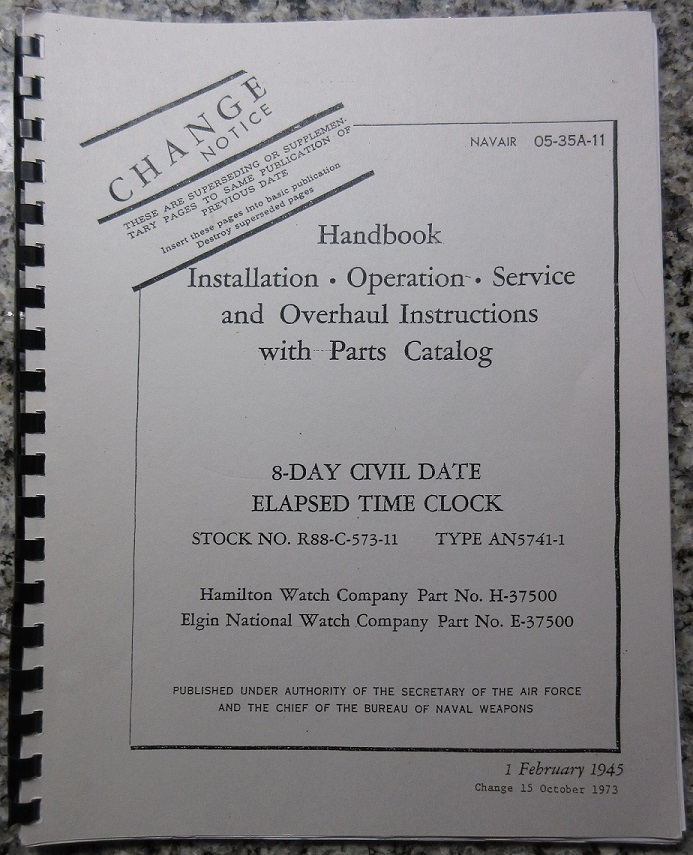 CHANGE
NOTICE
THESE ARE SUPERSEDING OR SUPPLEMEN-
TARY PAGES TO SAME PUBLICATION OF
PREVIOUS DATE
Insert these pages into basic publication
Destroy superseded pages
NAVAIR 05-35A-11
Handbook
Installation • Operation • Service
and Overhaul Instructions
with Parts Catalog
8-DAY CIVIL DATE
ELAPSED TIME CLOCK
STOCK NO. R88-C-573-11 TYPE AN5741-1
Hamilton Watch Company Part No. H-37500
Elgin National Watch Company Part No. E-37500
PUBLISHED UNDER AUTHORITY OF THE SECRETARY OF THE AIR FORCE
AND THE CHIEF OF THE BUREAU OF NAVAL WEAPONS
1 February 1945
Change 15 October 1973